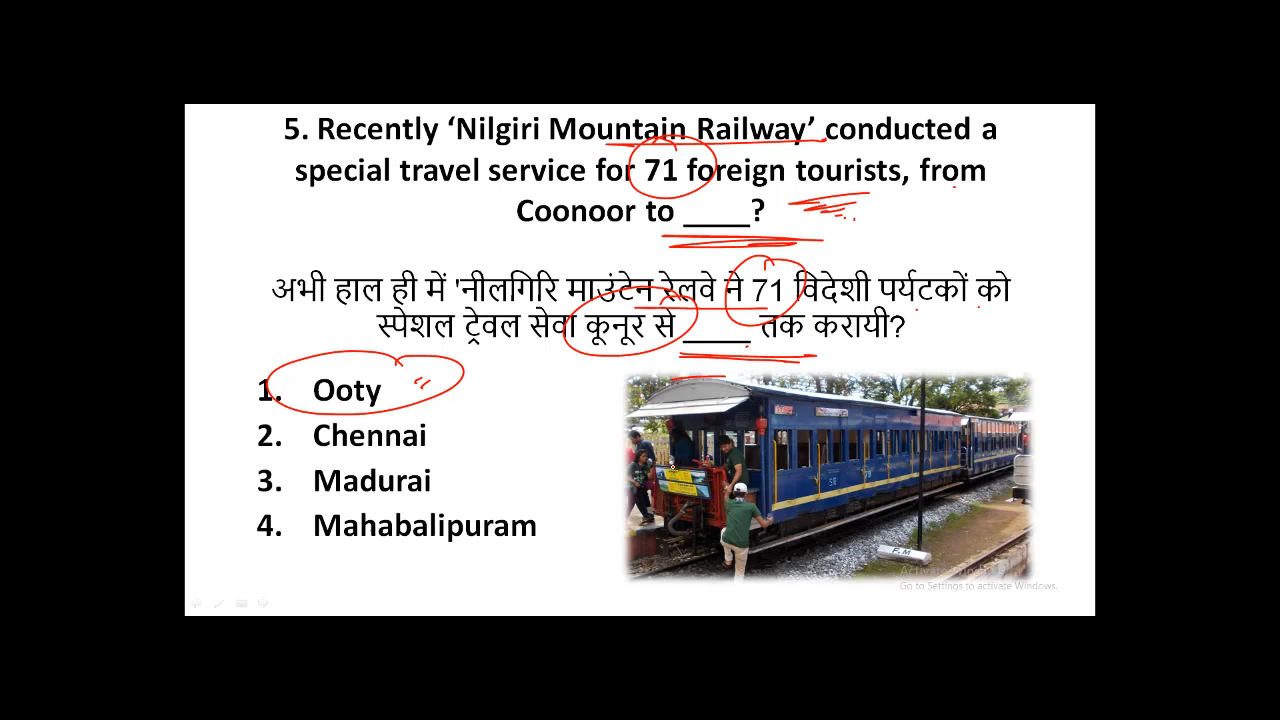 5. Recently ‘Nilgiri Mountain Railway’ conducted a
special travel service for 71 foreign tourists, from
Coonoor to ____?
अभी हाल ही में 'नीलगिरि माउंटेन रेलवे ने 71 विदेशी पर्यटकों को
स्पेशल ट्रेवल सेवा कूनूर से ____ तक करायी?
1. Ooty
2. Chennai
3. Madurai
4. Mahabalipuram
F.M
Go to Settings to activate Windows.